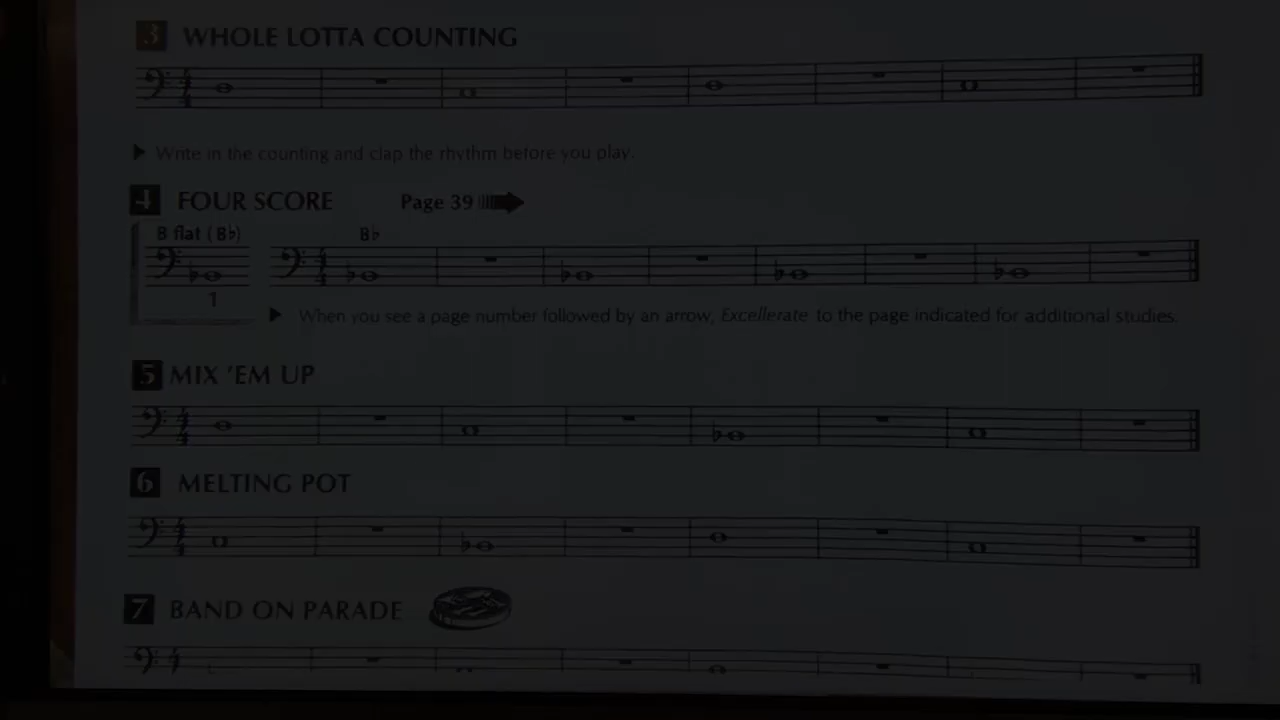 3 WHOLE LOTTA COUNTING
▶ Write in the counting and clap the rhythm before you play.
4 FOUR SCORE Page 39
B flat (B♭) B♭
1
▶ When you see a page number followed by an arrow, Excellerate to the page indicated for additional studies.
5 MIX 'EM UP
6 MELTING POT
7 BAND ON PARADE